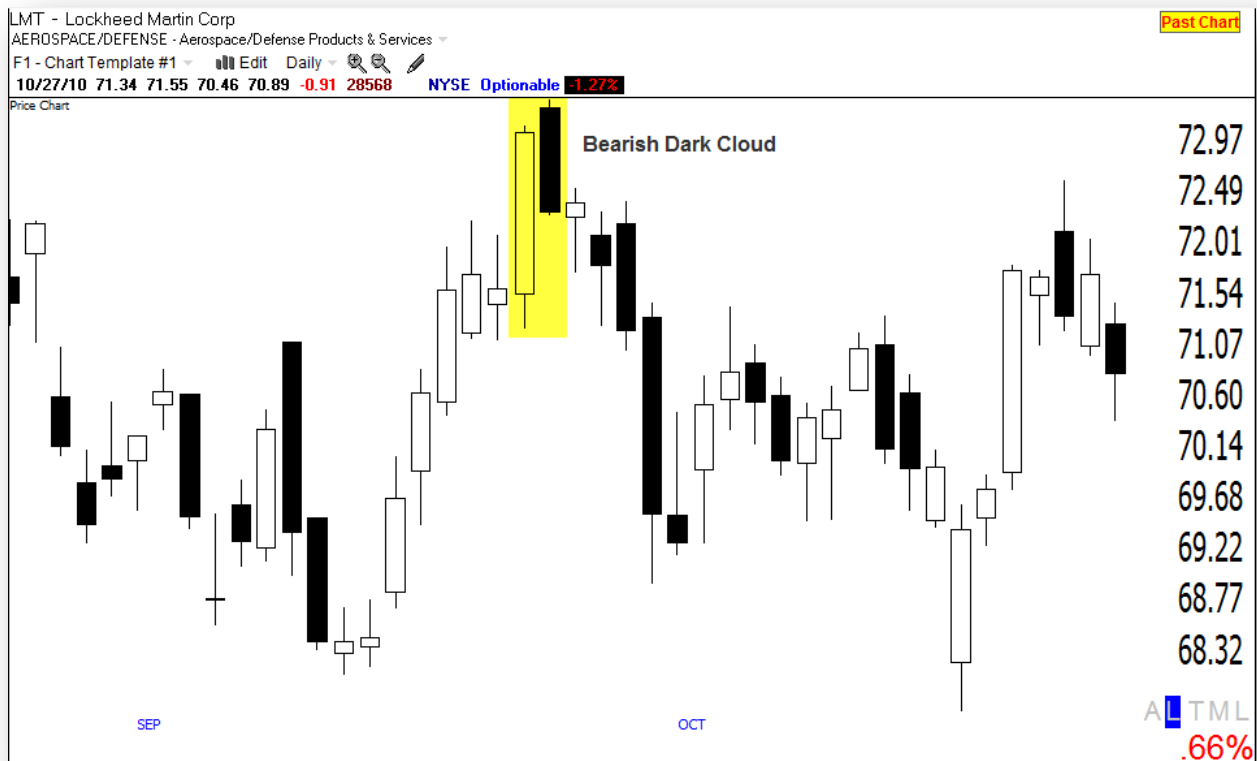 LMT - Lockheed Martin Corp
Past Chart
AEROSPACE/DEFENSE - Aerospace/Defense Products & Services
F1 - Chart Template #1 Edit Daily
10/27/10 71.34 71.55 70.46 70.89 -0.91 28568 NYSE Optionable -1.27%
Price Chart
Bearish Dark Cloud
72.97
72.49
72.01
71.54
71.07
70.60
70.14
69.68
69.22
68.77
68.32
SEP OCT
A L T M L
.66%